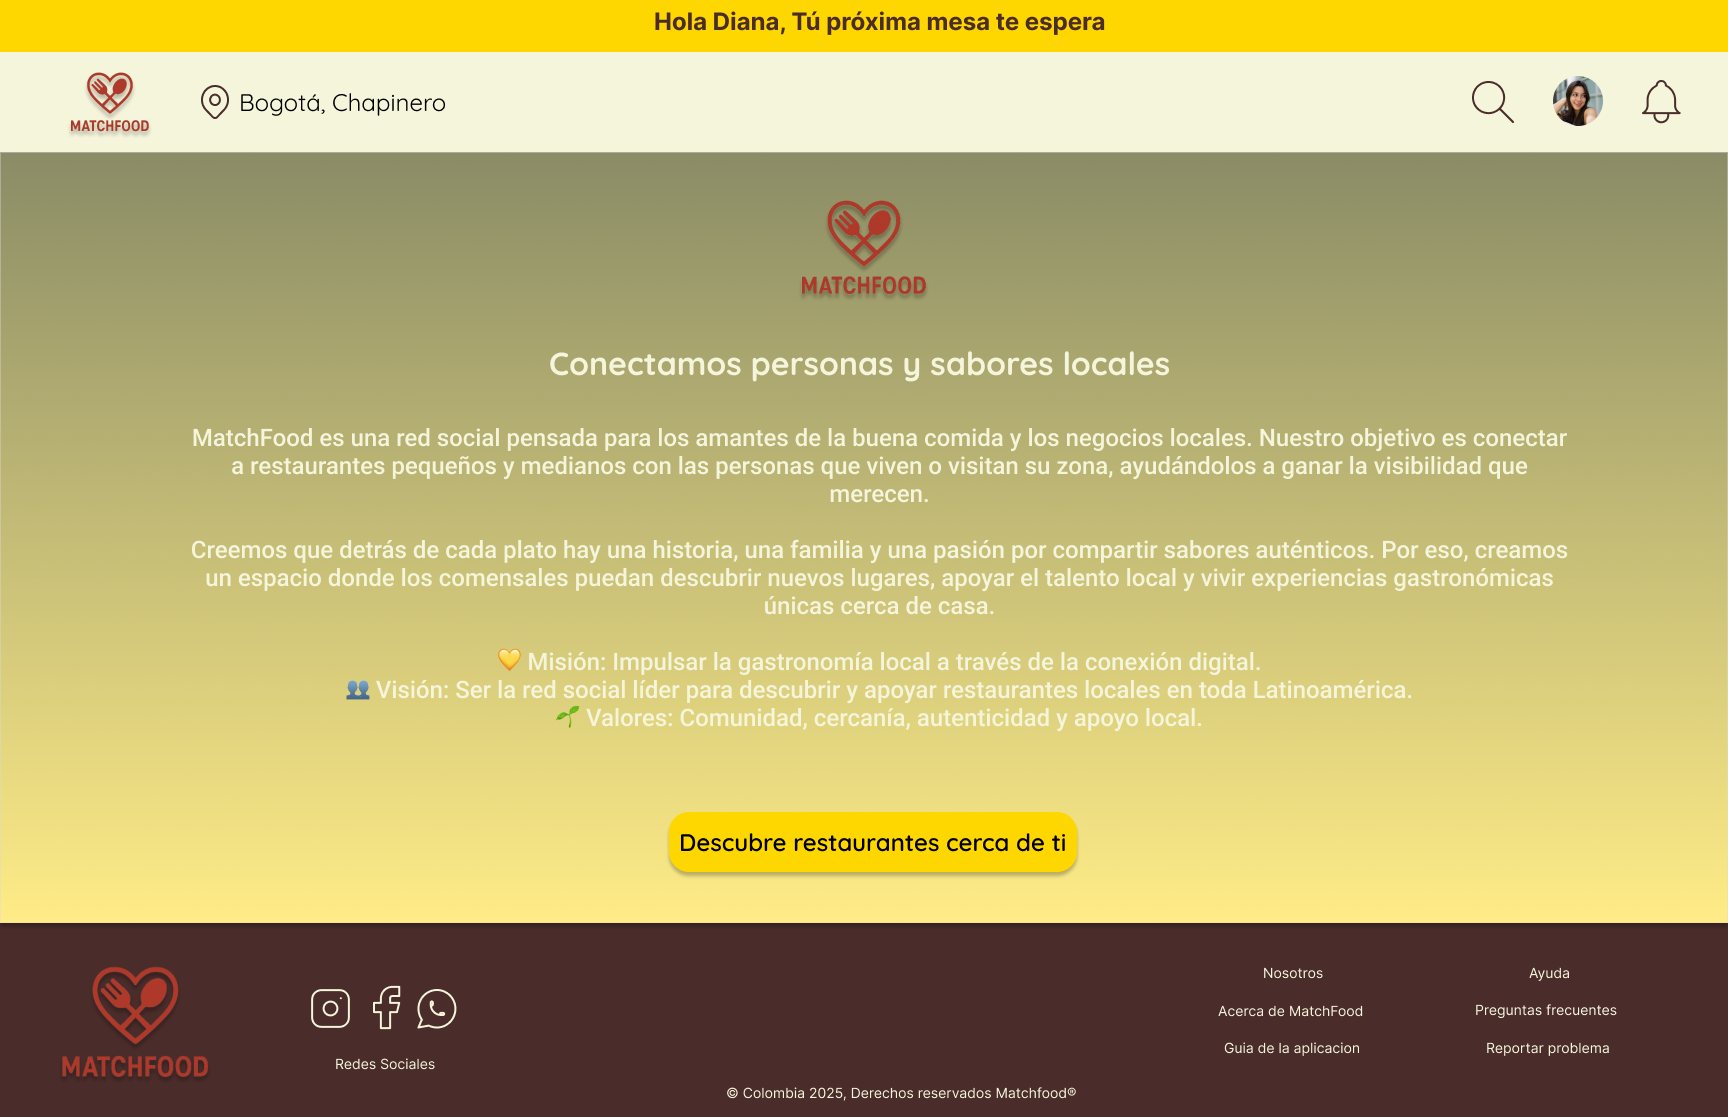 Hola Diana, Tú próxima mesa te espera
MATCHFOOD
Bogotá, Chapinero
MATCHFOOD
Conectamos personas y sabores locales
MatchFood es una red social pensada para los amantes de la buena comida y los negocios locales. Nuestro objetivo es conectar
a restaurantes pequeños y medianos con las personas que viven o visitan su zona, ayudándolos a ganar la visibilidad que
merecen.
Creemos que detrás de cada plato hay una historia, una familia y una pasión por compartir sabores auténticos. Por eso, creamos
un espacio donde los comensales puedan descubrir nuevos lugares, apoyar el talento local y vivir experiencias gastronómicas
únicas cerca de casa.
💛 Misión: Impulsar la gastronomía local a través de la conexión digital.
👥 Visión: Ser la red social líder para descubrir y apoyar restaurantes locales en toda Latinoamérica.
🌱 Valores: Comunidad, cercanía, autenticidad y apoyo local.
Descubre restaurantes cerca de ti
MATCHFOOD
Redes Sociales
Nosotros
Acerca de MatchFood
Guia de la aplicacion
Ayuda
Preguntas frecuentes
Reportar problema
© Colombia 2025, Derechos reservados Matchfood®